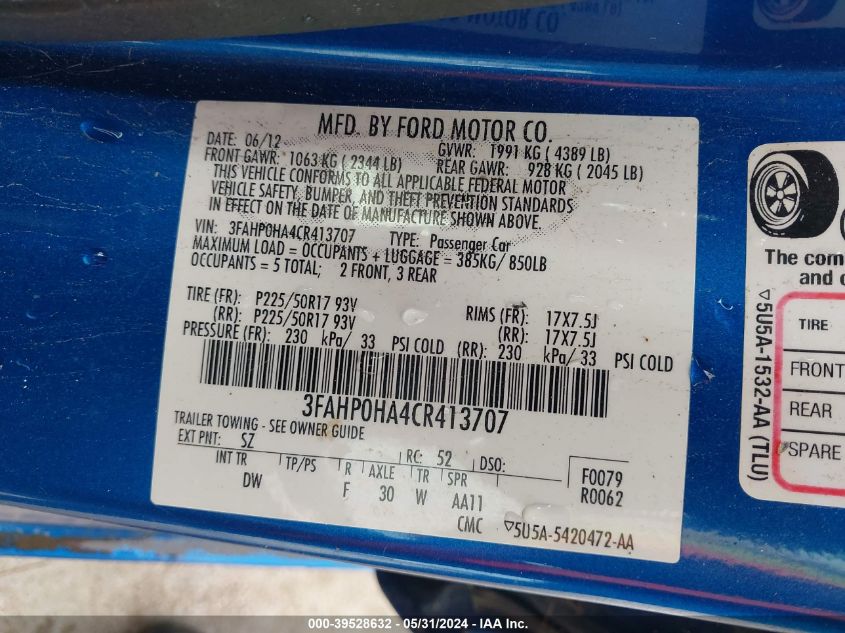 MFD. BY FORD MOTOR CO.
DATE: 06/12 GVWR: 1991 KG ( 4389 LB)
FRONT GAWR: 1063 KG ( 2344 LB) REAR GAWR: 928 KG ( 2045 LB)
THIS VEHICLE CONFORMS TO ALL APPLICABLE FEDERAL MOTOR
VEHICLE SAFETY, BUMPER, AND THEFT PREVENTION STANDARDS
IN EFFECT ON THE DATE OF MANUFACTURE SHOWN ABOVE.
VIN: 3FAHP0HA4CR413707 TYPE: Passenger Car
MAXIMUM LOAD = OCCUPANTS + LUGGAGE = 385KG/ 850LB
OCCUPANTS = 5 TOTAL; 2 FRONT, 3 REAR
TIRE (FR): P225/50R17 93V RIMS (FR): 17X7.5J
(RR): P225/50R17 93V (RR): 17X7.5J
PRESSURE (FR): 230 kPa/ 33 PSI COLD (RR): 230 kPa/ 33 PSI COLD
3FAHP0HA4CR413707
TRAILER TOWING - SEE OWNER GUIDE
EXT PNT: SZ RC: 52 DSO:
INT TR TP/PS R AXLE TR SPR F0079
DW F 30 W AA11 R0062
CMC ▽5U5A-5420472-AA
The com
and o
TIRE
FRONT
REAR
SPARE
▽5U5A-1532-AA (TLU)
MOTOR CO.
000-39528632 - 05/31/2024 - IAA Inc.